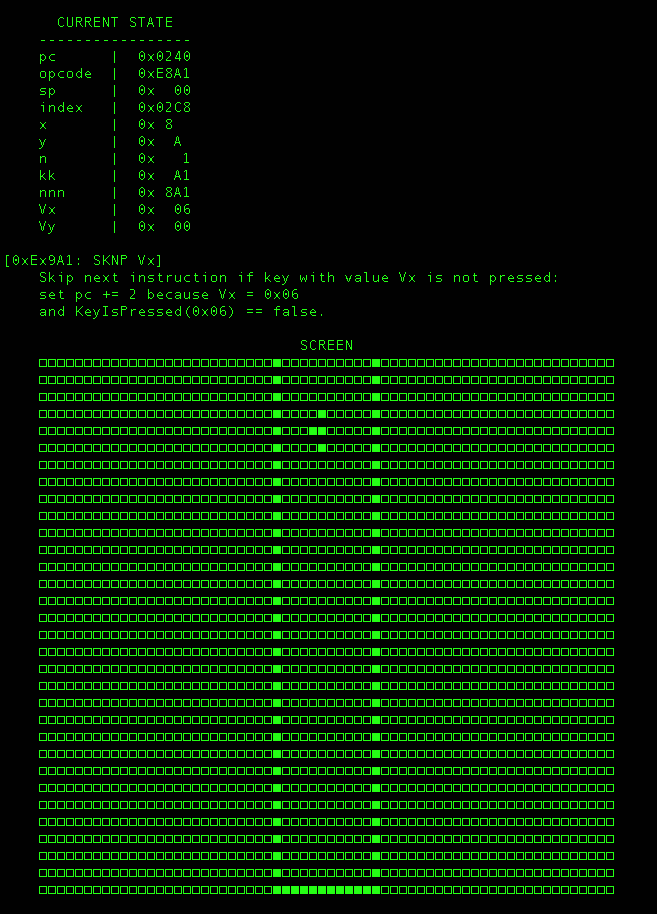 CURRENT STATE
-----------------
pc | 0x0240
opcode | 0xE8A1
sp | 0x 00
index | 0x02C8
x | 0x 8
y | 0x A
n | 0x 1
kk | 0x A1
nnn | 0x 8A1
Vx | 0x 06
Vy | 0x 00
[0xEx9A1: SKNP Vx]
Skip next instruction if key with value Vx is not pressed:
set pc += 2 because Vx = 0x06
and KeyIsPressed(0x06) == false.
SCREEN